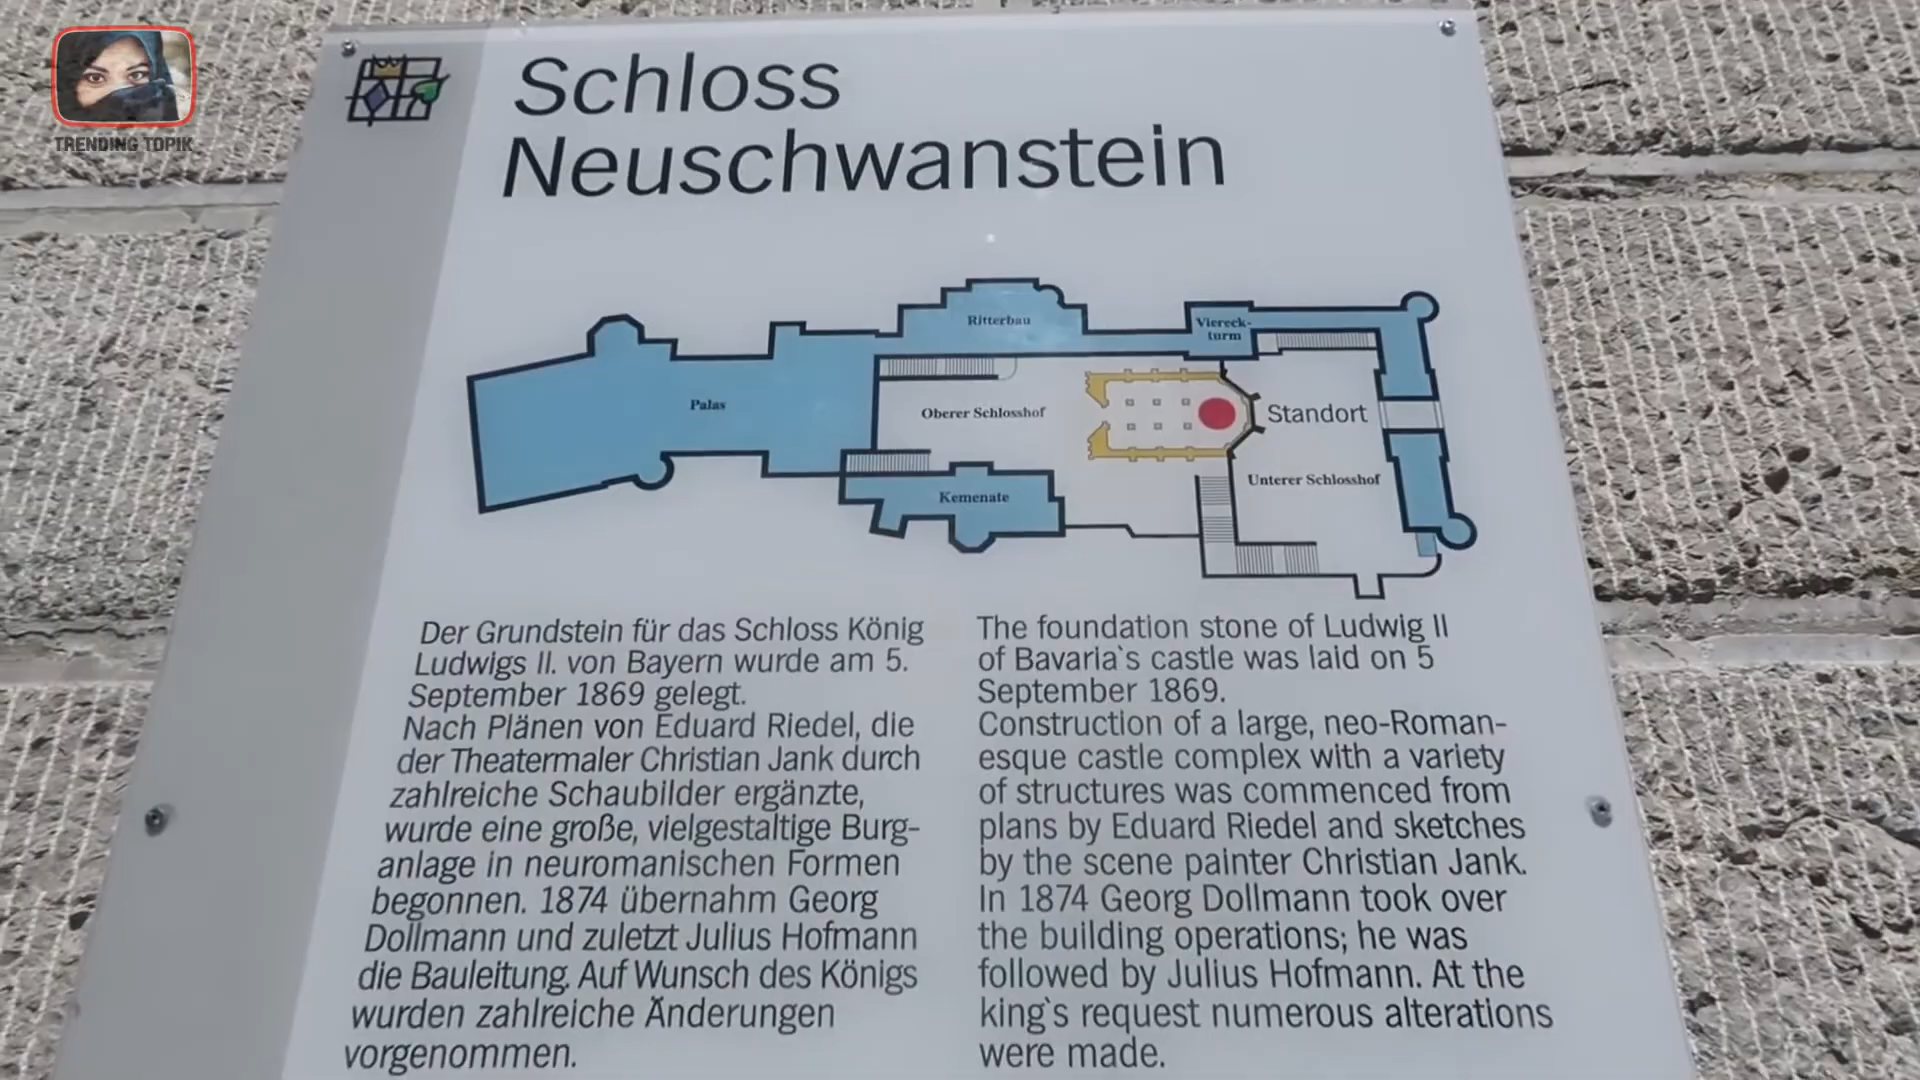 TRENDING TOPIK
Schloss
Neuschwanstein
Ritterbau
Viereck-
turm
Palas
Oberer Schlosshof
Standort
Kemenate
Unterer Schlosshof
Der Grundstein für das Schloss König
Ludwigs II. von Bayern wurde am 5.
September 1869 gelegt.
Nach Plänen von Eduard Riedel, die
der Theatermaler Christian Jank durch
zahlreiche Schaubilder ergänzte,
wurde eine große, vielgestaltige Burg-
anlage in neuromanischen Formen
begonnen. 1874 übernahm Georg
Dollmann und zuletzt Julius Hofmann
die Bauleitung. Auf Wunsch des Königs
wurden zahlreiche Änderungen
vorgenommen.
The foundation stone of Ludwig II
of Bavaria`s castle was laid on 5
September 1869.
Construction of a large, neo-Roman-
esque castle complex with a variety
of structures was commenced from
plans by Eduard Riedel and sketches
by the scene painter Christian Jank.
In 1874 Georg Dollmann took over
the building operations; he was
followed by Julius Hofmann. At the
king`s request numerous alterations
were made.